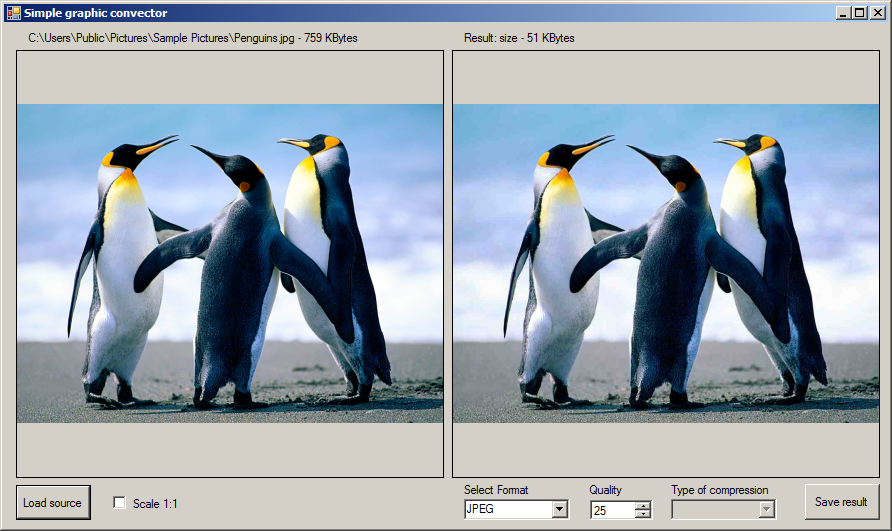 Simple graphic convector
C:\Users\Public\Pictures\Sample Pictures\Penguins.jpg - 759 KBytes
Result: size - 51 KBytes
Select Format
Quality
Type of compression
Load source
Scale 1:1
JPEG
25
Save result